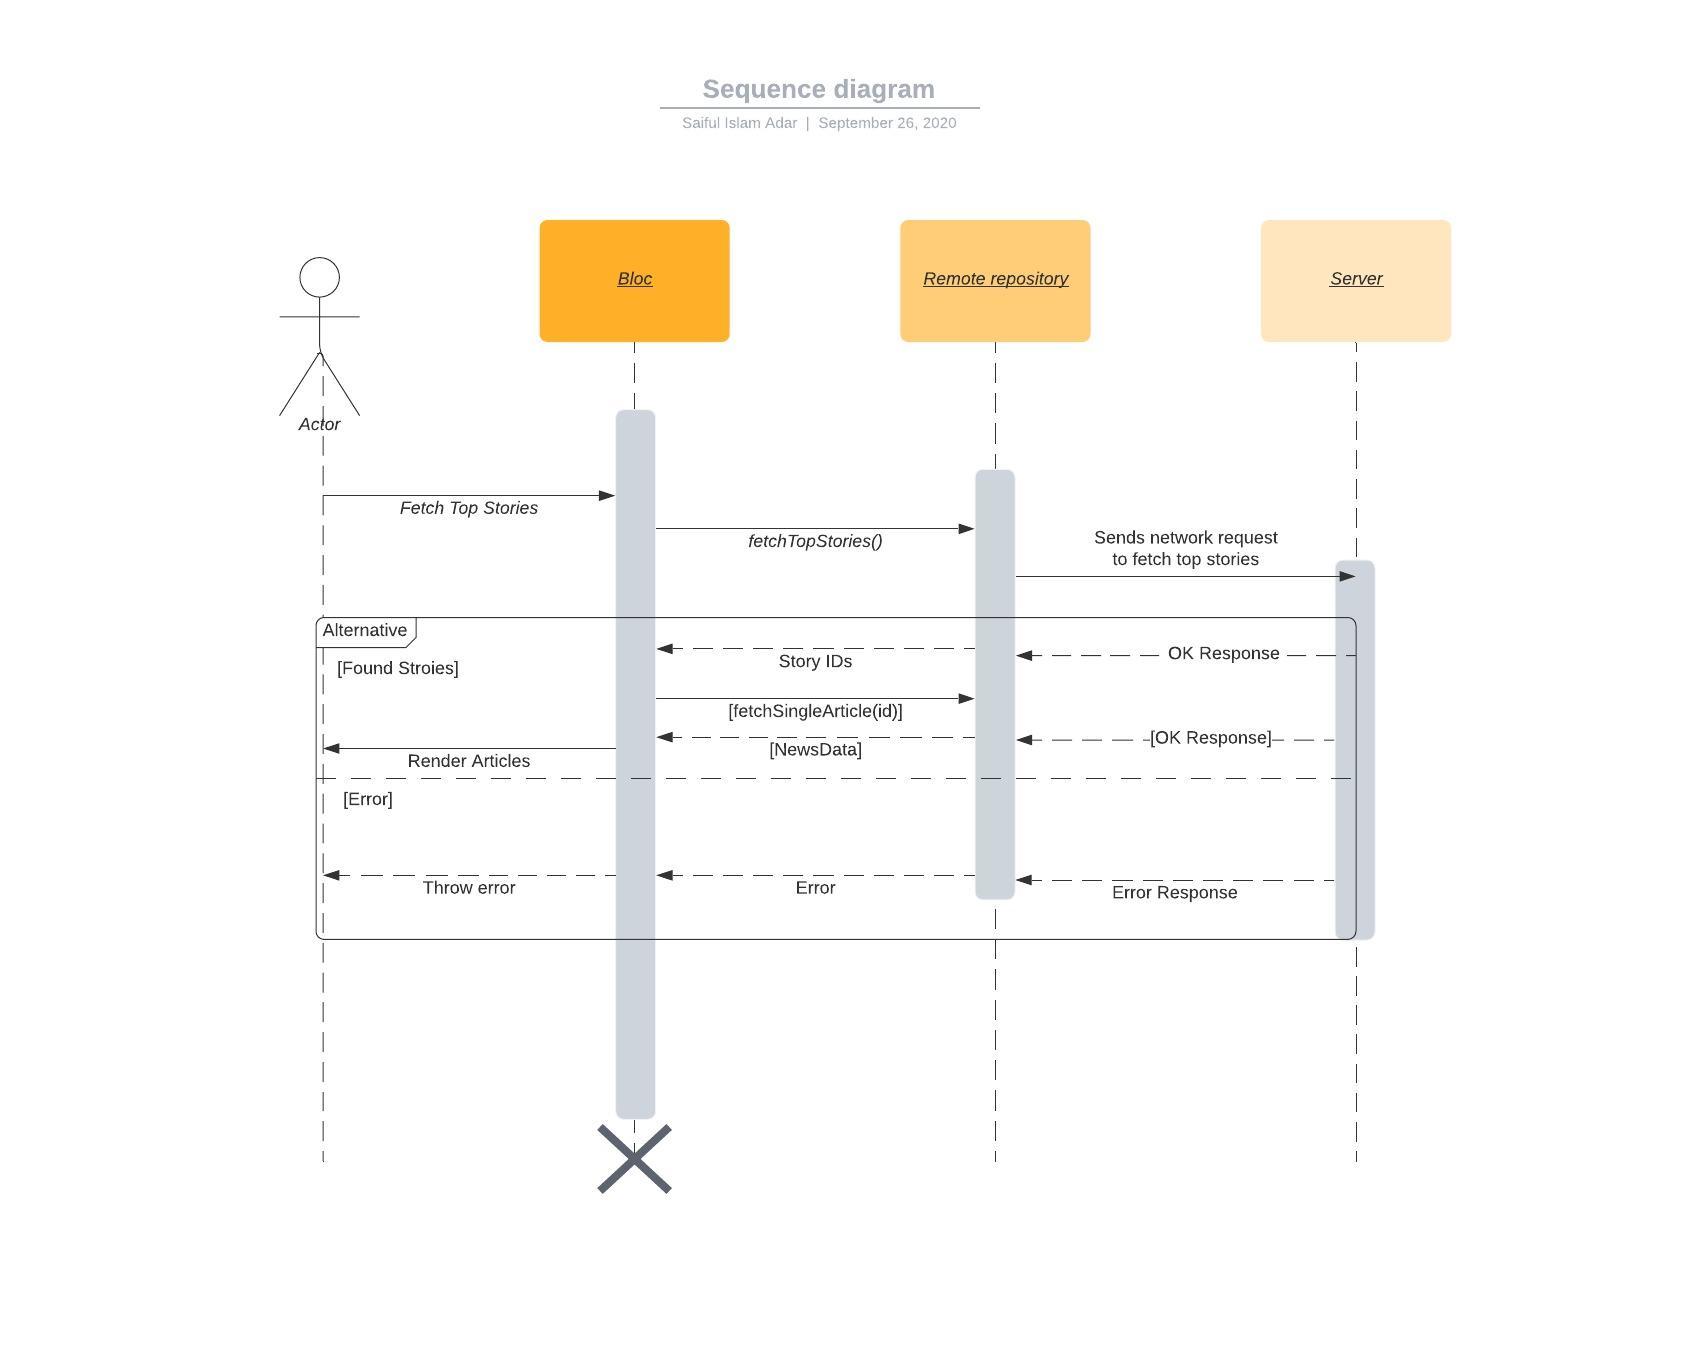 Sequence diagram
Saiful Islam Adar | September 26, 2020
Bloc
Remote repository
Server
Actor
Fetch Top Stories
fetchTopStories()
Sends network request
to fetch top stories
Alternative
[Found Stroies]
Story IDs
OK Response
[fetchSingleArticle(id)]
[NewsData]
[OK Response]
Render Articles
[Error]
Throw error
Error
Error Response